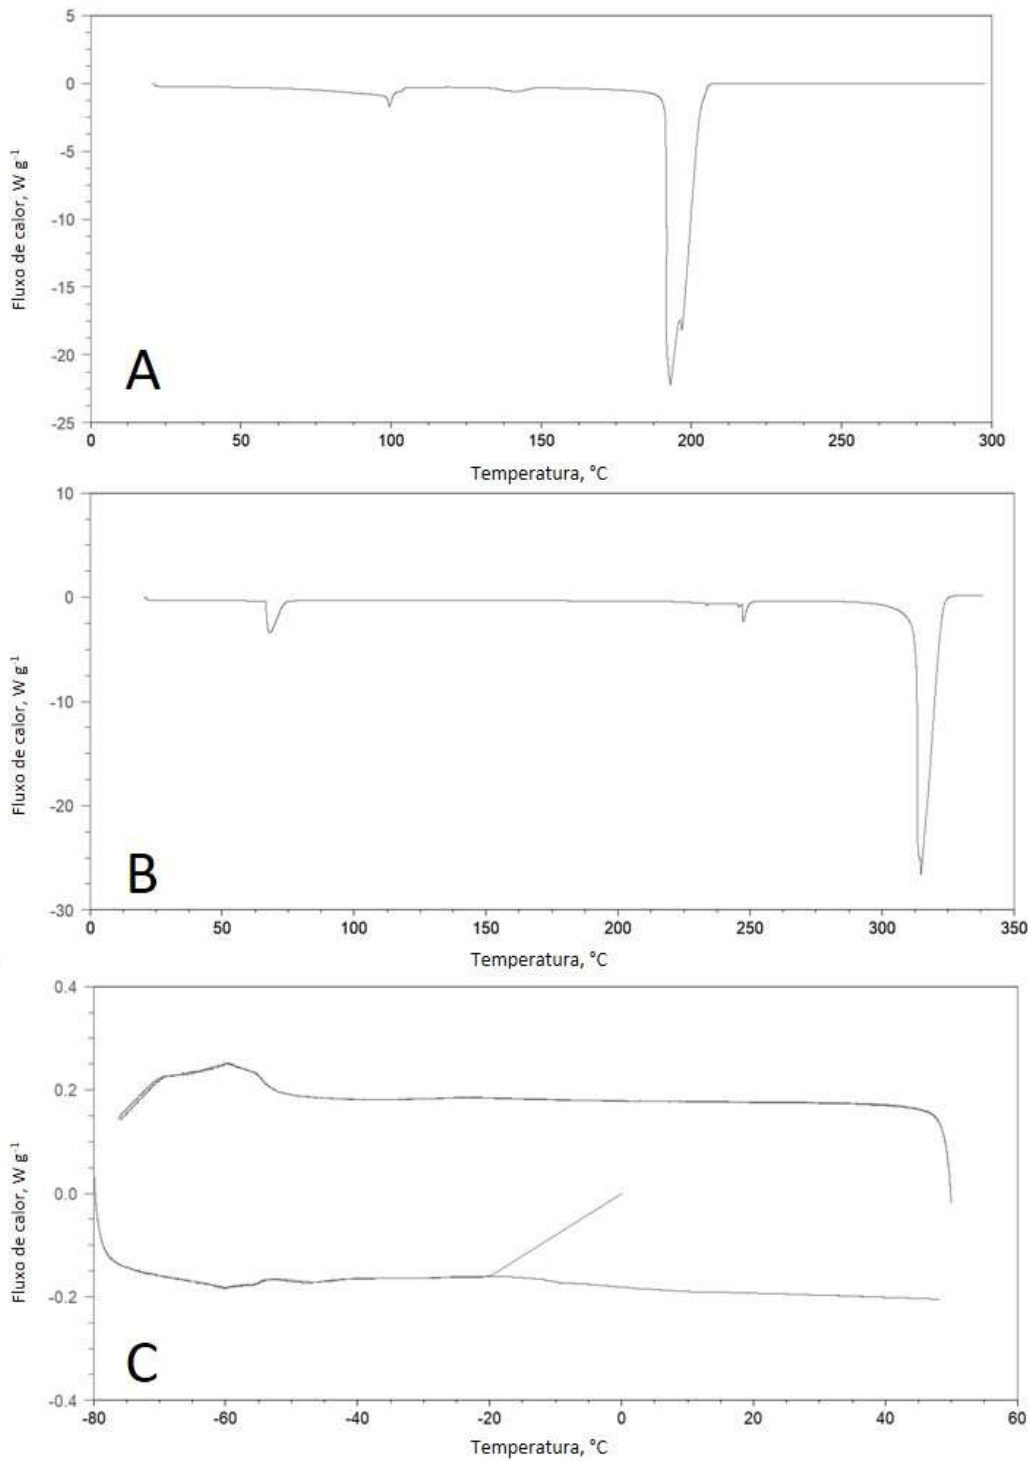 5
0
-5
-10
-15
-20
-25
Fluxo de calor, W g⁻¹
A
0 50 100 150 200 250 300
Temperatura, °C
10
0
-10
-20
-30
Fluxo de calor, W g⁻¹
B
0 50 100 150 200 250 300 350
Temperatura, °C
0.4
0.2
0.0
-0.2
-0.4
Fluxo de calor, W g⁻¹
C
-80 -60 -40 -20 0 20 40 60
Temperatura, °C